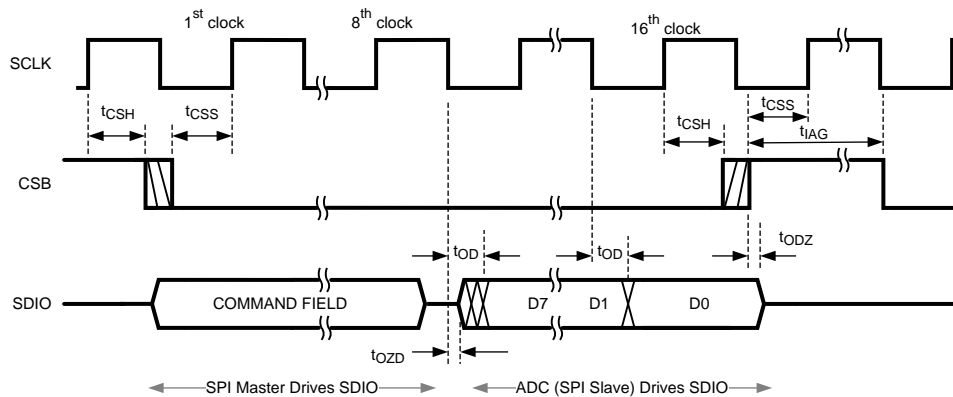 1st clock
8th clock
16th clock
SCLK
tCSH
tCSS
tCSH
tCSS
tIAG
CSB
tOD
tOD
tODZ
SDIO
COMMAND FIELD
D7
D1
D0
tOZD
SPI Master Drives SDIO
ADC (SPI Slave) Drives SDIO